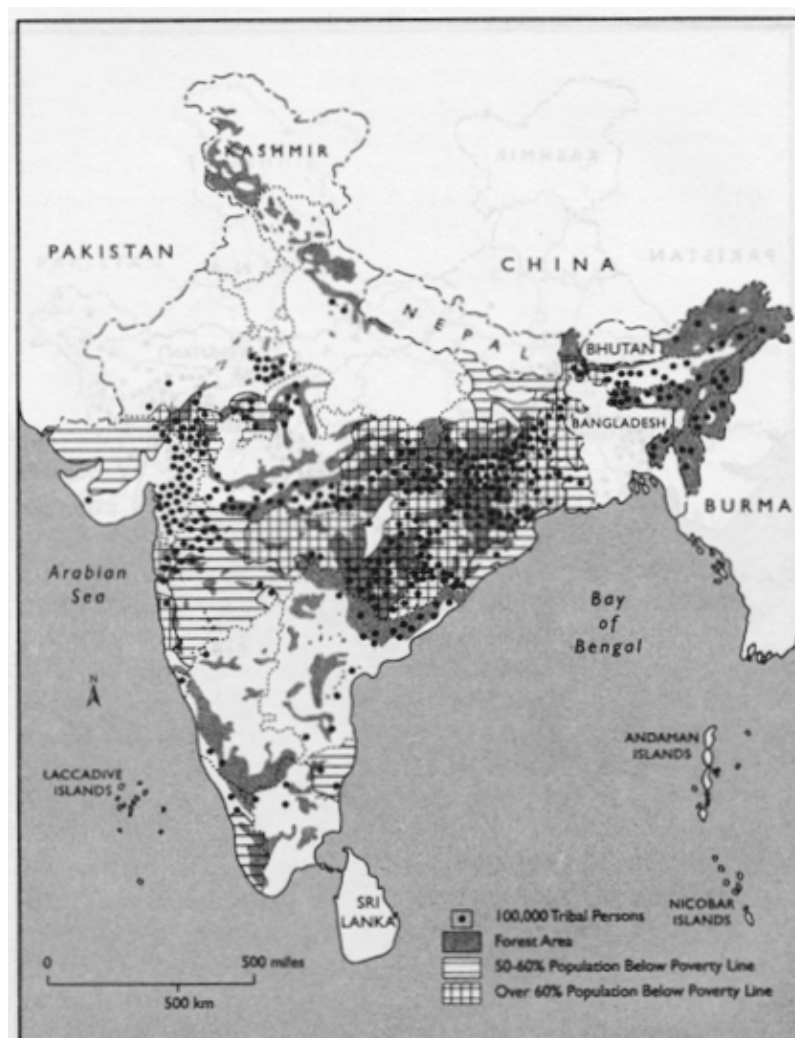 KASHMIR
PAKISTAN
CHINA
NEPAL
BHUTAN
BANGLADESH
BURMA
Arabian
Sea
Bay
of
Bengal
N
LACCADIVE
ISLANDS
ANDAMAN
ISLANDS
NICOBAR
ISLANDS
SRI
LANKA
100,000 Tribal Persons
Forest Area
50-60% Population Below Poverty Line
Over 60% Population Below Poverty Line
0 500 miles
500 km